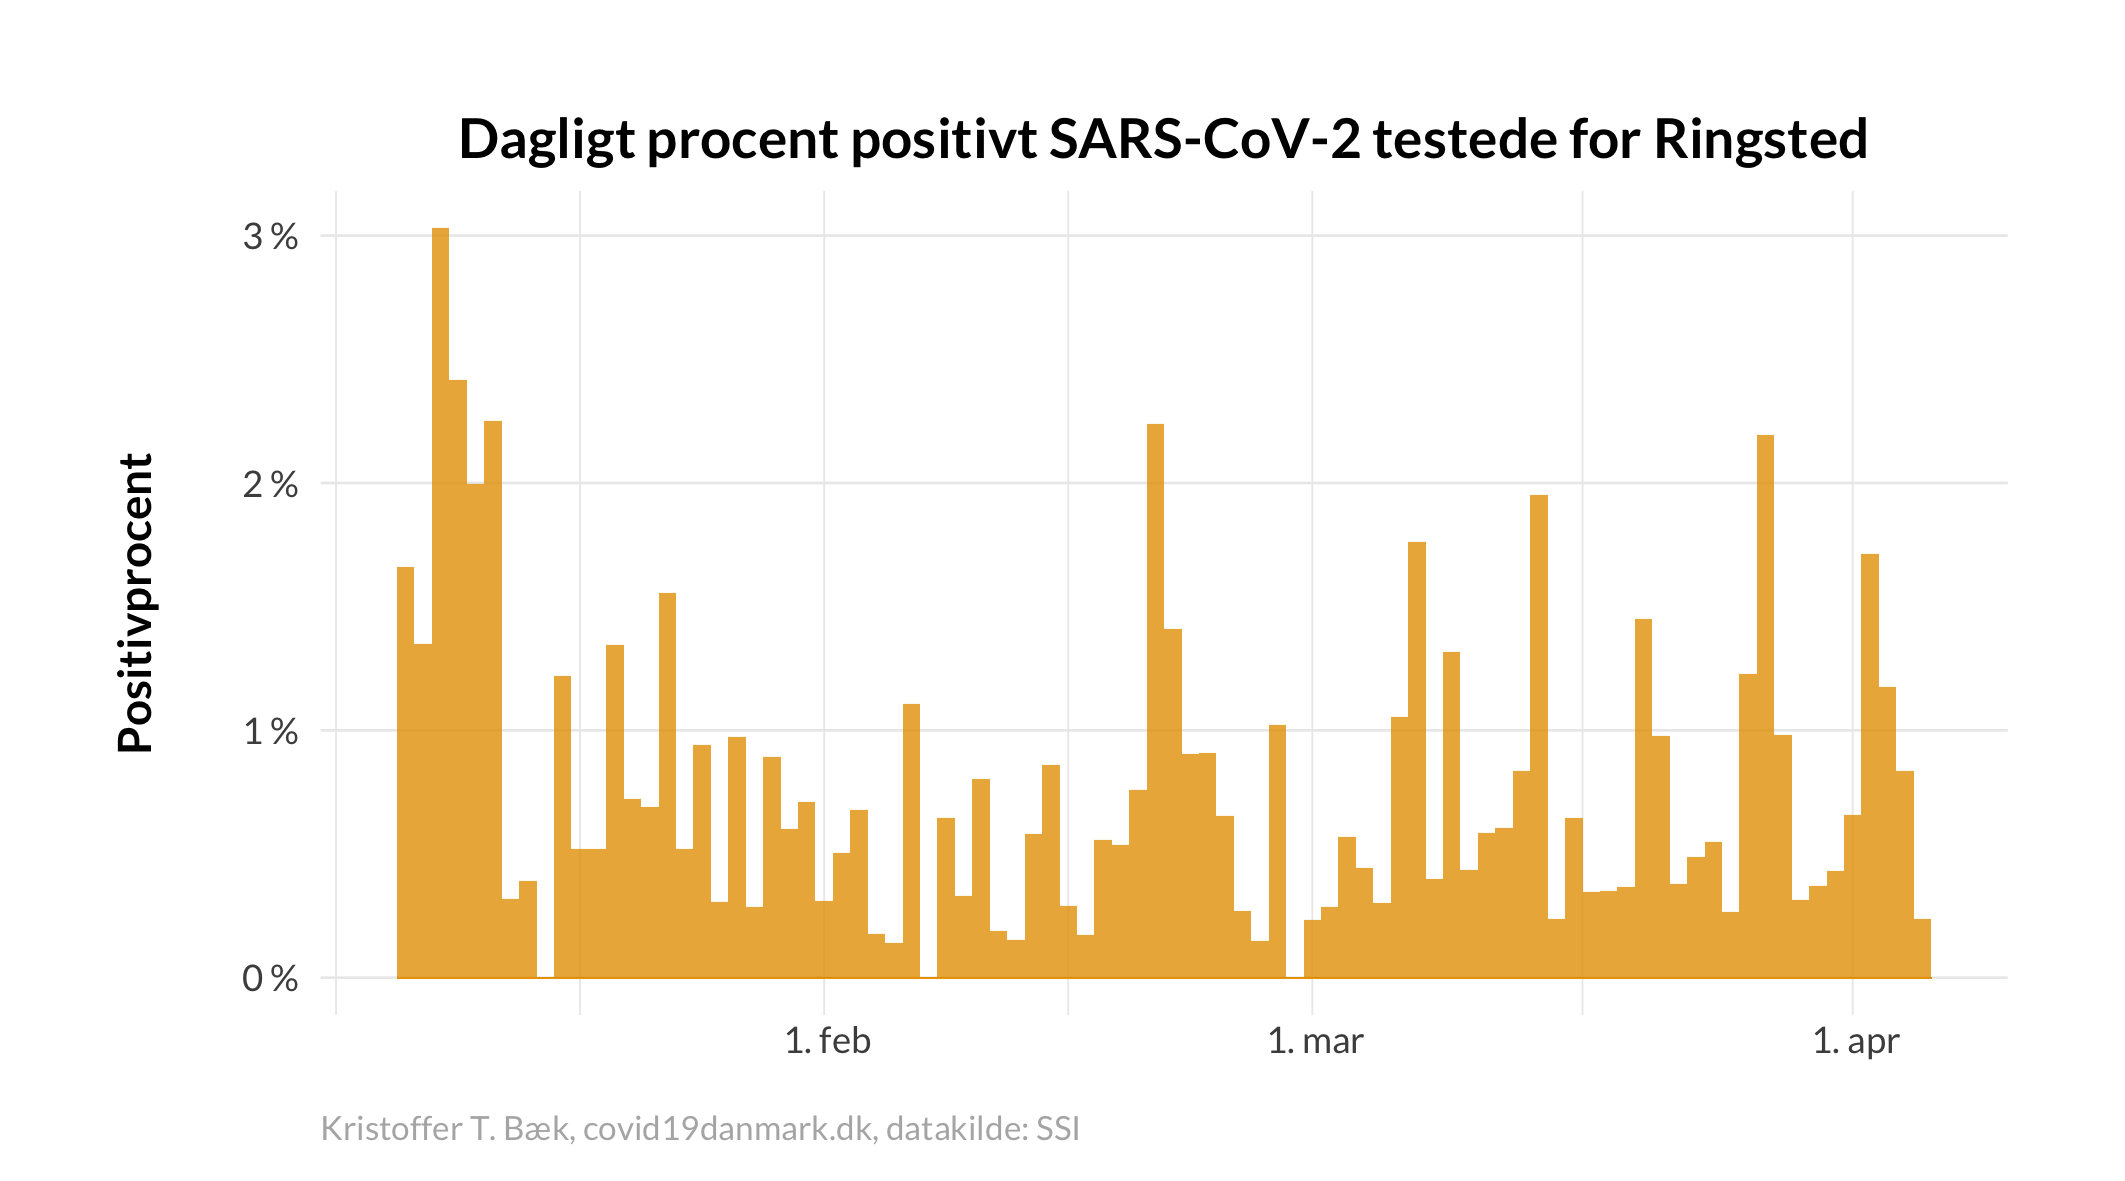 Dagligt procent positivt SARS-CoV-2 testede for Ringsted
Positivprocent
3 %
2 %
1 %
0 %
1. feb
1. mar
1. apr
Kristoffer T. Bæk, covid19danmark.dk, datakilde: SSI